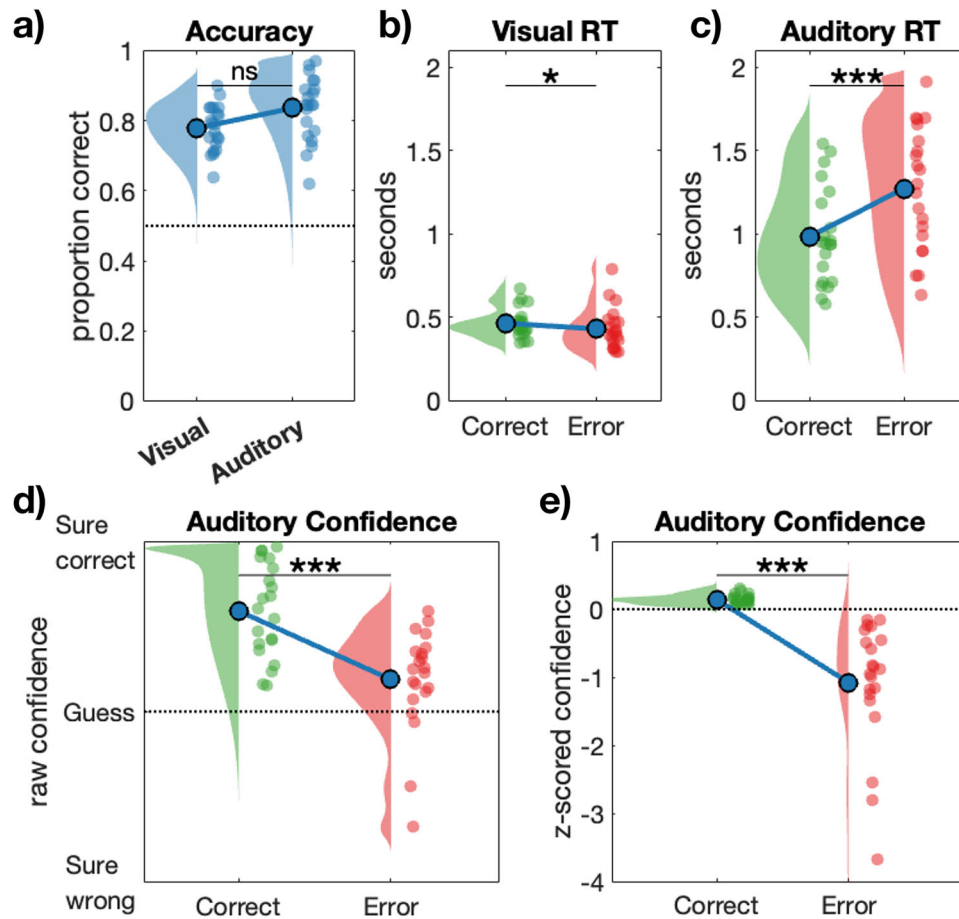 a)
Accuracy
proportion correct
1
0.8
0.6
0.4
0.2
0
ns
Visual
Auditory
b)
Visual RT
seconds
2
1.5
1
0.5
0
*
Correct
Error
c)
Auditory RT
seconds
2
1.5
1
0.5
0
***
Correct
Error
d)
Auditory Confidence
raw confidence
Sure
correct
Guess
Sure
wrong
***
Correct
Error
e)
Auditory Confidence
z-scored confidence
1
0
-1
-2
-3
-4
***
Correct
Error